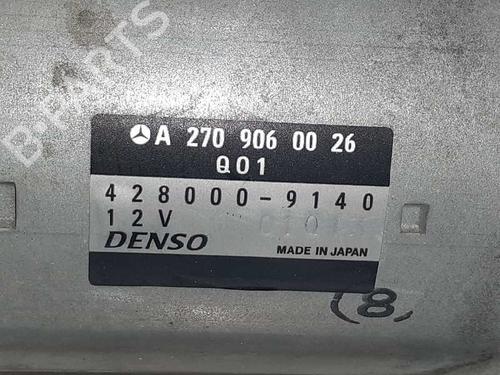 B-PARTS
A 270 906 00 26
Q01
428000-9140
12V
DENSO
MADE IN JAPAN
(8)